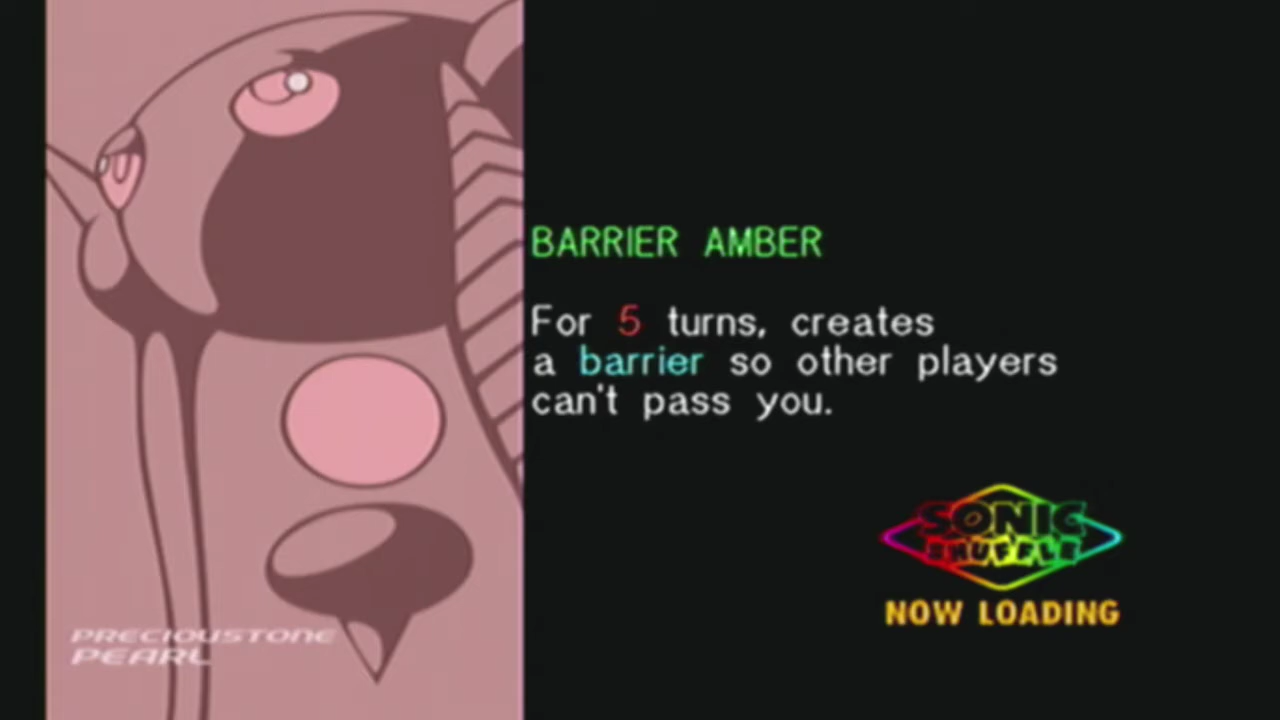 BARRIER AMBER
For 5 turns, creates
a barrier so other players
can't pass you.
SONIC
SHUFFLE
NOW LOADING
PRECIOUSTONE
PEARL